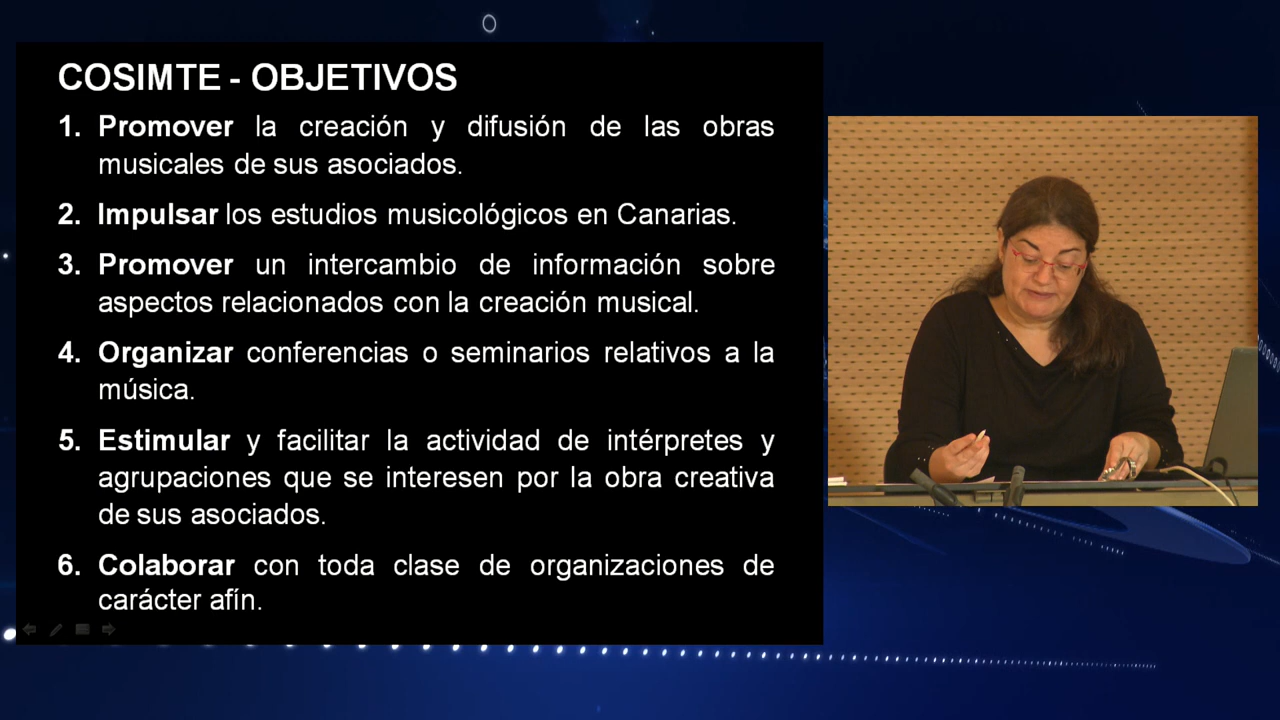 COSIMTE - OBJETIVOS
1. Promover la creación y difusión de las obras
musicales de sus asociados.
2. Impulsar los estudios musicológicos en Canarias.
3. Promover un intercambio de información sobre
aspectos relacionados con la creación musical.
4. Organizar conferencias o seminarios relativos a la
música.
5. Estimular y facilitar la actividad de intérpretes y
agrupaciones que se interesen por la obra creativa
de sus asociados.
6. Colaborar con toda clase de organizaciones de
carácter afín.